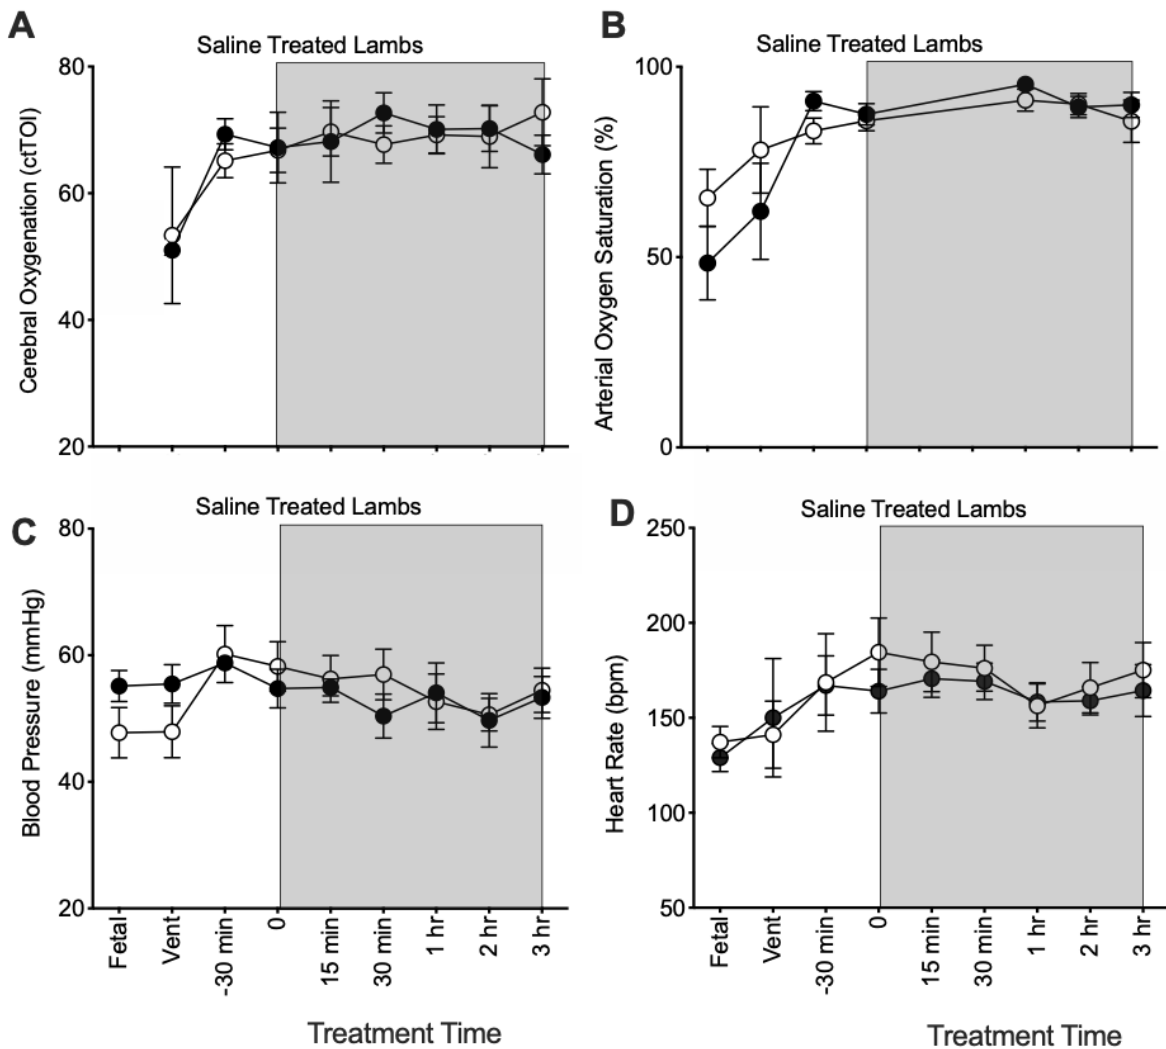 A
Saline Treated Lambs
80
60
40
20
Cerebral Oxygenation (ctTOI)
B
Saline Treated Lambs
100
50
0
Arterial Oxygen Saturation (%)
C
Saline Treated Lambs
80
60
40
20
Blood Pressure (mmHg)
Fetal
Vent
-30 min
0
15 min
30 min
1 hr
2 hr
3 hr
Treatment Time
D
Saline Treated Lambs
250
200
150
100
50
Heart Rate (bpm)
Fetal
Vent
-30 min
0
15 min
30 min
1 hr
2 hr
3 hr
Treatment Time